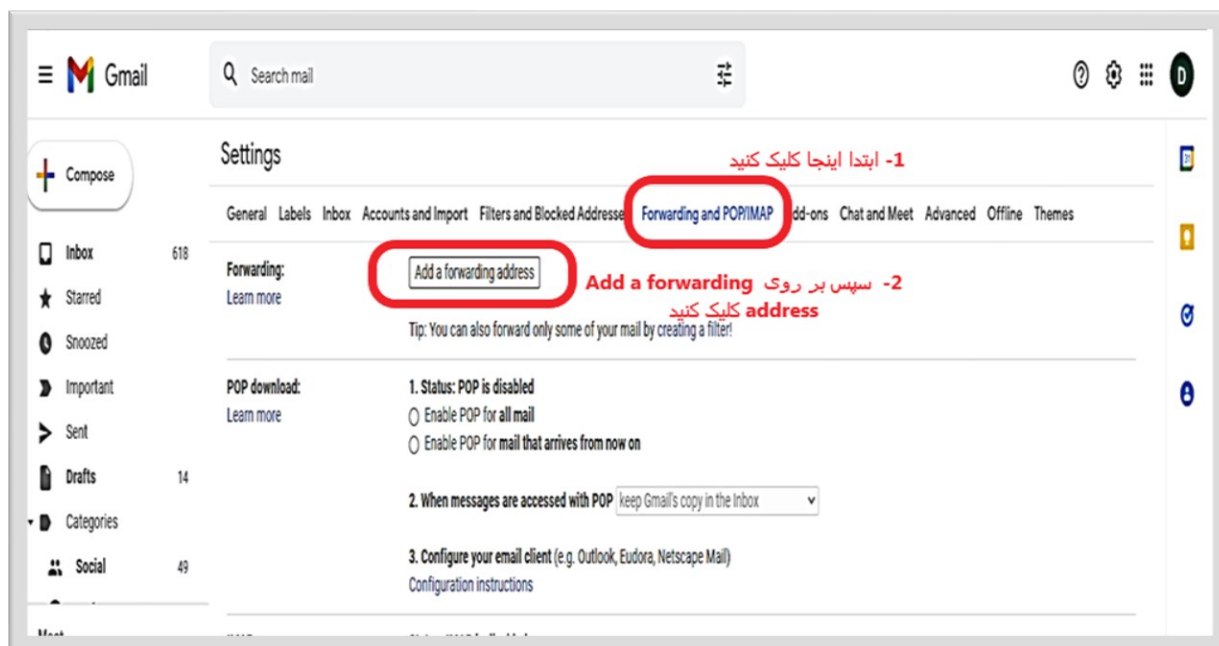 Gmail
Search mail
D
Compose
Settings
1- ابتدا اینجا کلیک کنید
General Labels Inbox Accounts and Import Filters and Blocked Addresse Forwarding and POP/IMAP dd-ons Chat and Meet Advanced Offline Themes
Inbox 618
Starred
Snoozed
Important
Sent
Drafts 14
Categories
Social 49
Forwarding:
Learn more
Add a forwarding address
2- سپس بر روی Add a forwarding
address کلیک کنید
Tip: You can also forward only some of your mail by creating a filter!
POP download:
Learn more
1. Status: POP is disabled
Enable POP for all mail
Enable POP for mail that arrives from now on
2. When messages are accessed with POP keep Gmail's copy in the Inbox
3. Configure your email client (e.g. Outlook, Eudora, Netscape Mail)
Configuration instructions
31